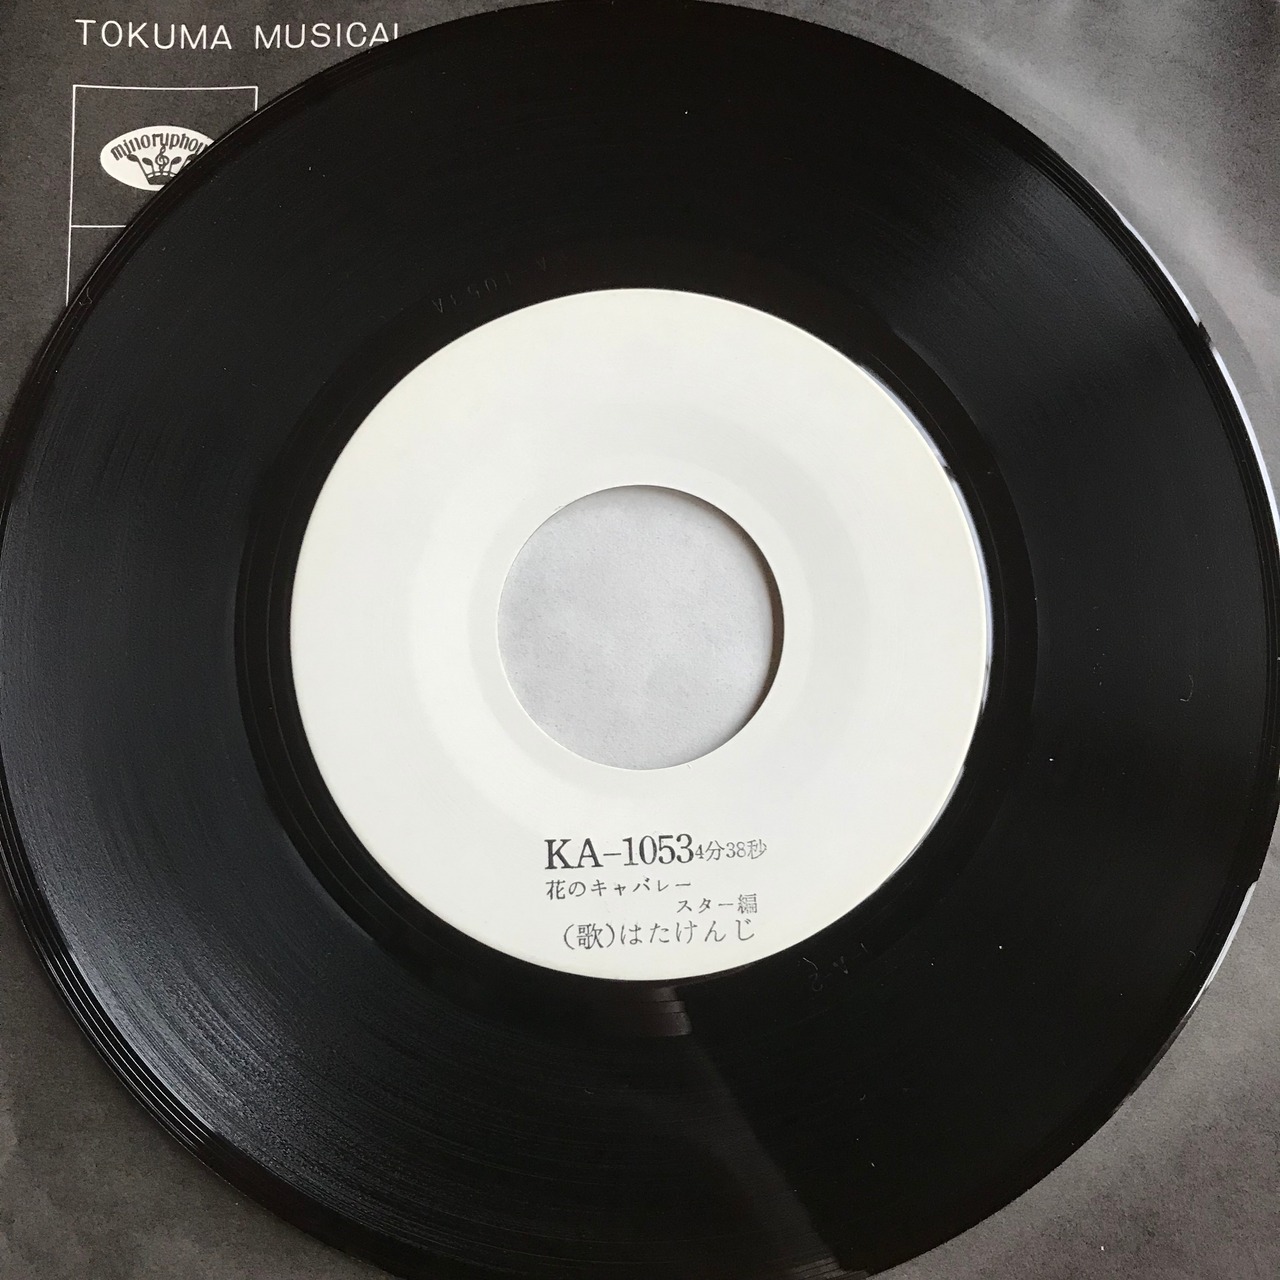 TOKUMA MUSICAL
minoryphon
KA-1053 4分38秒
花のキャバレー
スター編
(歌)はたけんじ